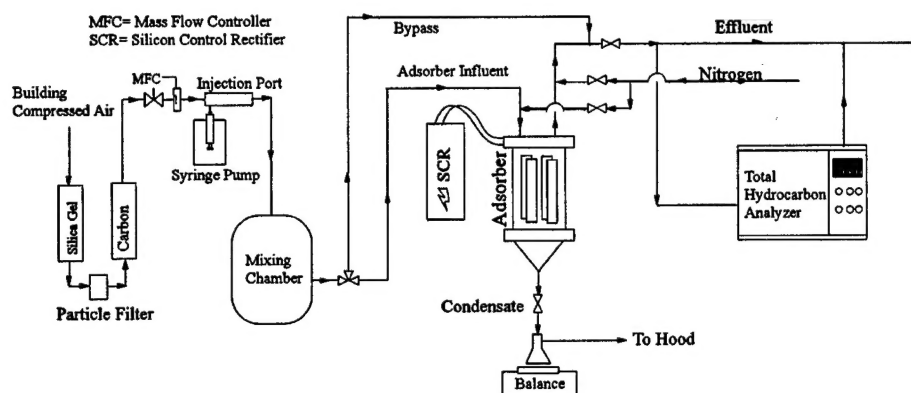 MFC= Mass Flow Controller
SCR= Silicon Control Rectifier
Bypass
Effluent
Nitrogen
MFC
Injection Port
Adsorber Influent
Building
Compressed Air
Syringe Pump
SCR
Adsorber
Total
Hydrocarbon
Analyzer
Silica Gel
Carbon
Mixing
Chamber
Particle Filter
Condensate
To Hood
Balance